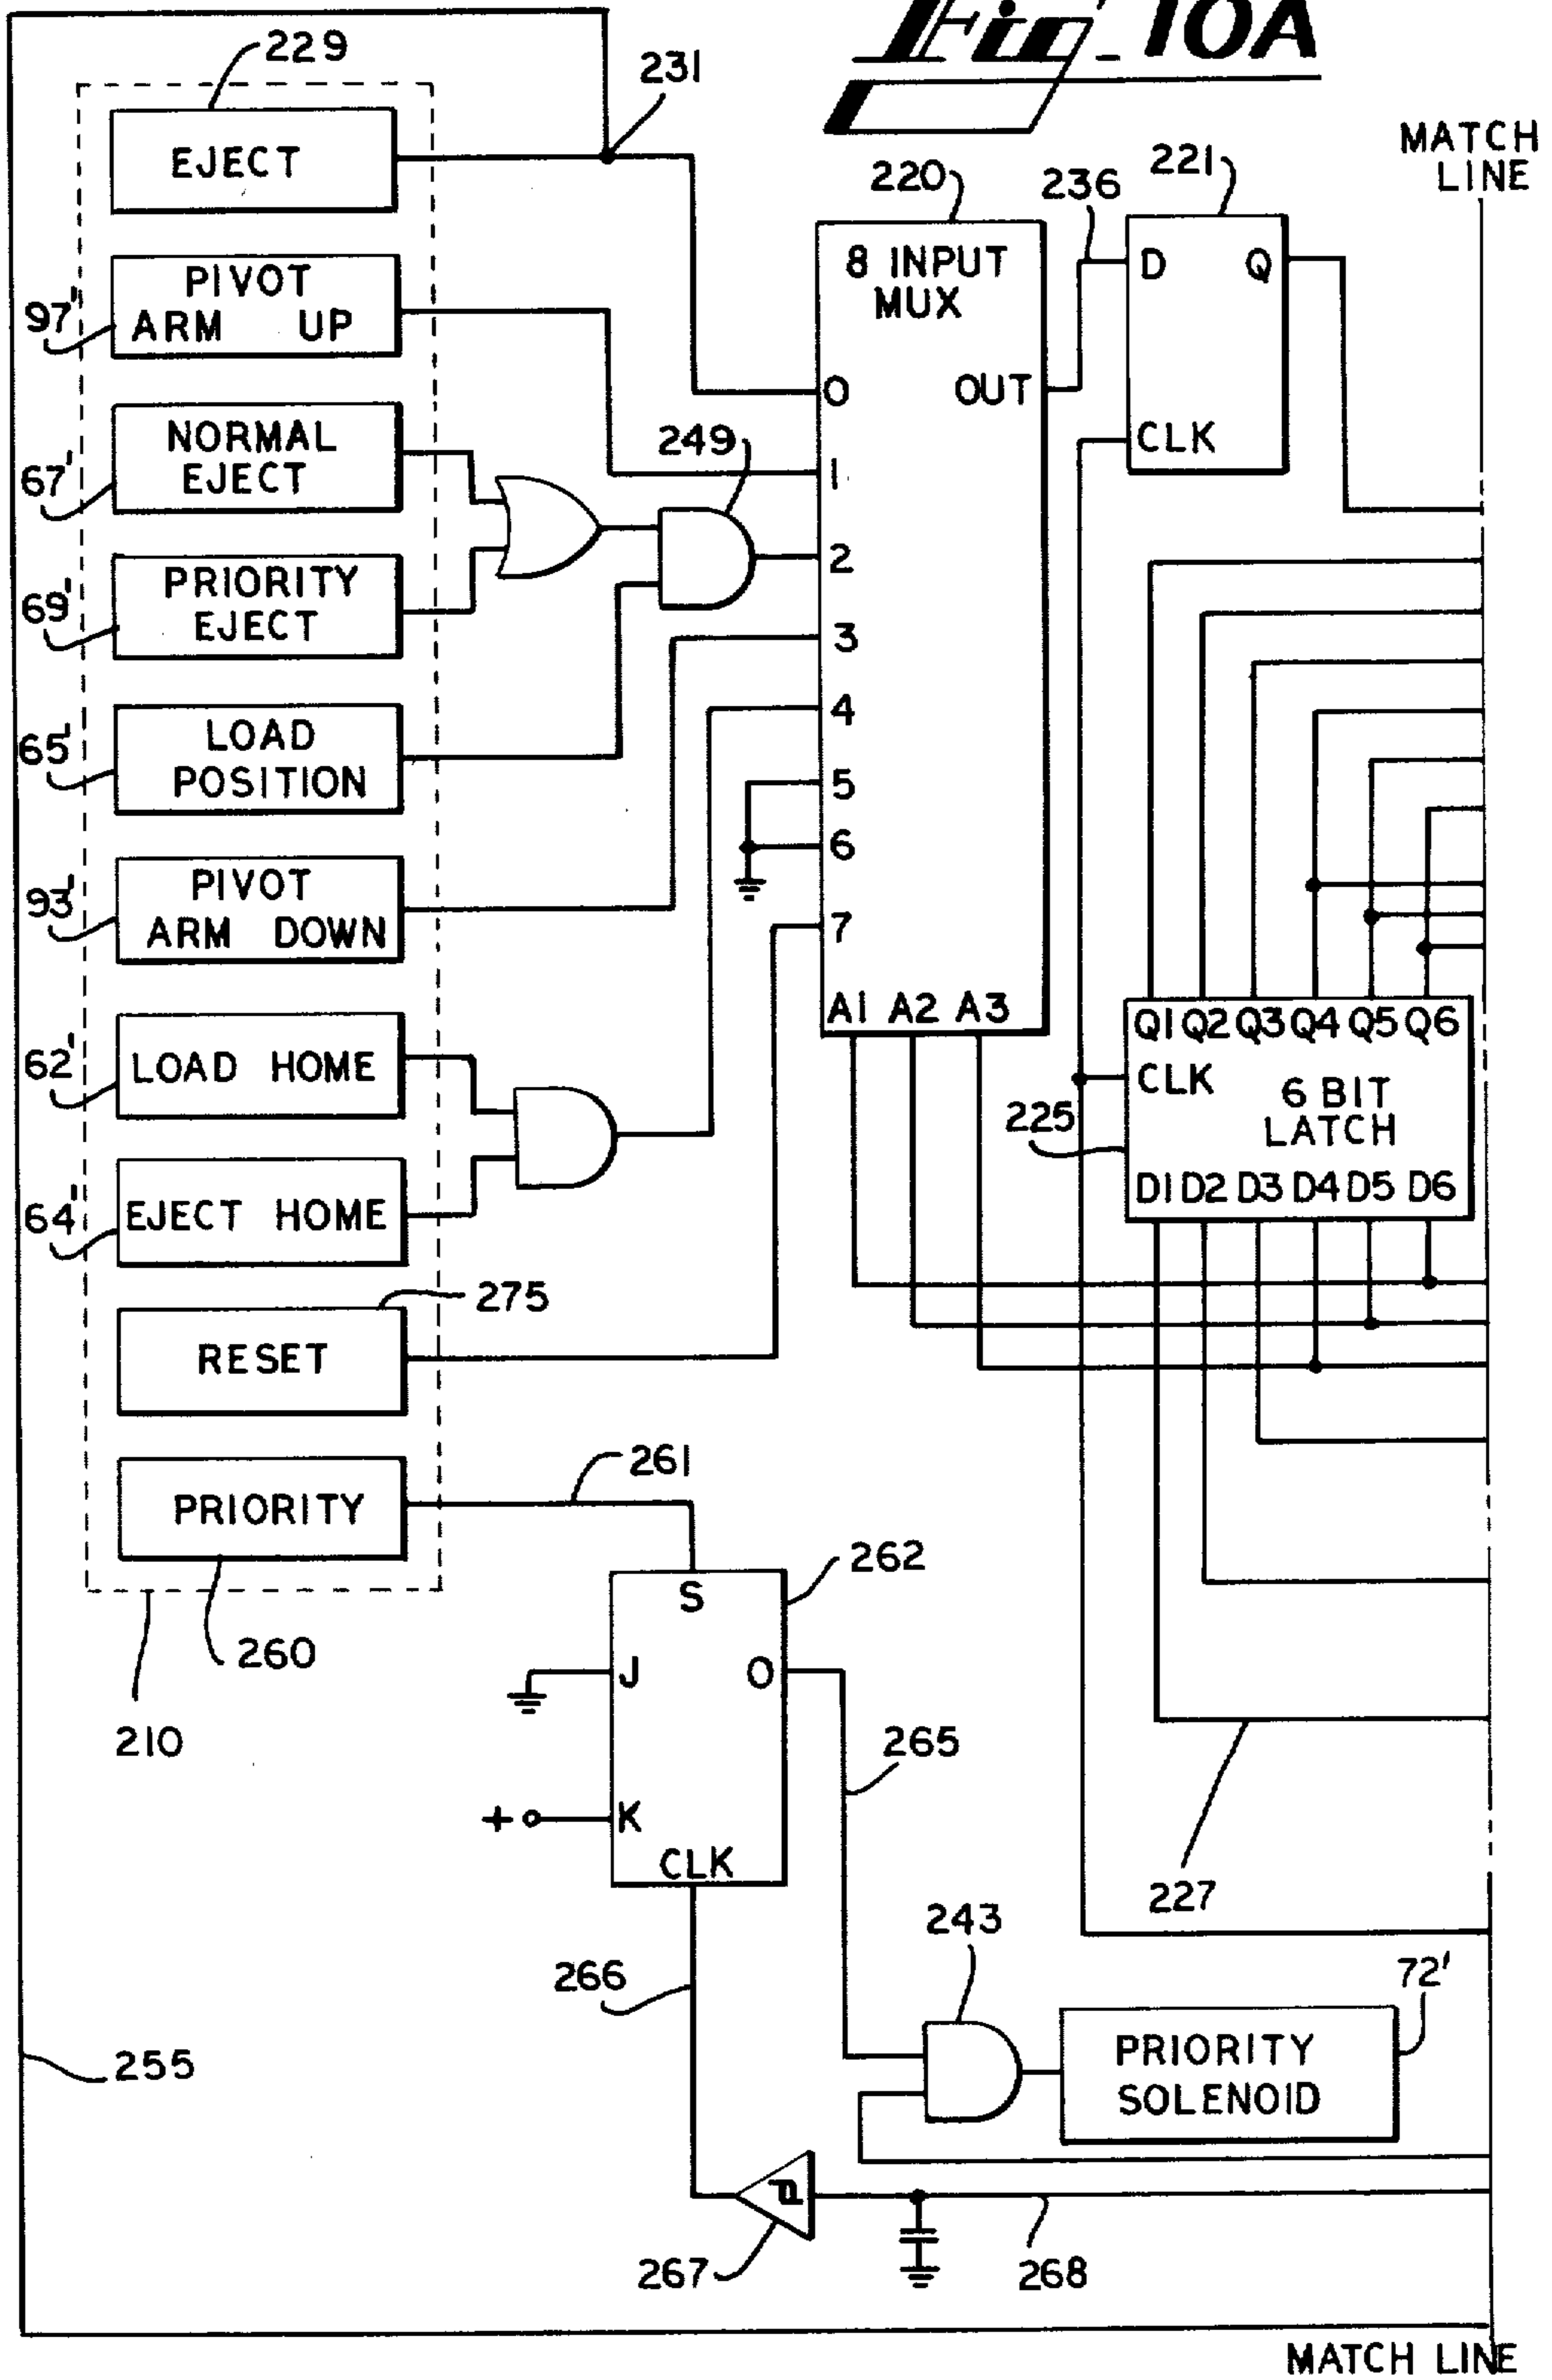 Fig_10A
229
231
MATCH
LINE
EJECT
220
236
221
97'
PIVOT
ARM UP
8 INPUT
MUX
D Q
0 OUT
CLK
67'
NORMAL
EJECT
249
1
69'
PRIORITY
EJECT
2
3
65'
LOAD
POSITION
4
5
6
93'
PIVOT
ARM DOWN
7
A1 A2 A3
Q1 Q2 Q3 Q4 Q5 Q6
62'
LOAD HOME
CLK
225
6 BIT
LATCH
D1 D2 D3 D4 D5 D6
64'
EJECT HOME
275
RESET
261
PRIORITY
262
S
260
210
J O
265
+ K
CLK
227
243
266
72'
255
PRIORITY
SOLENOID
267
268
MATCH LINE